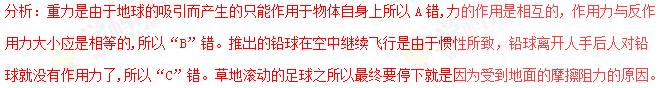 分析：重力是由于地球的吸引而产生的只能作用于物体自身上所以A错,力的作用是相互的，作用力与反作
用力大小应是相等的,所以“B”错。推出的铅球在空中继续飞行是由于惯性所致，铅球离开人手后人对铅
球就没有作用力了,所以“C”错。草地滚动的足球之所以最终要停下就是因为受到地面的摩擦阻力的原因。